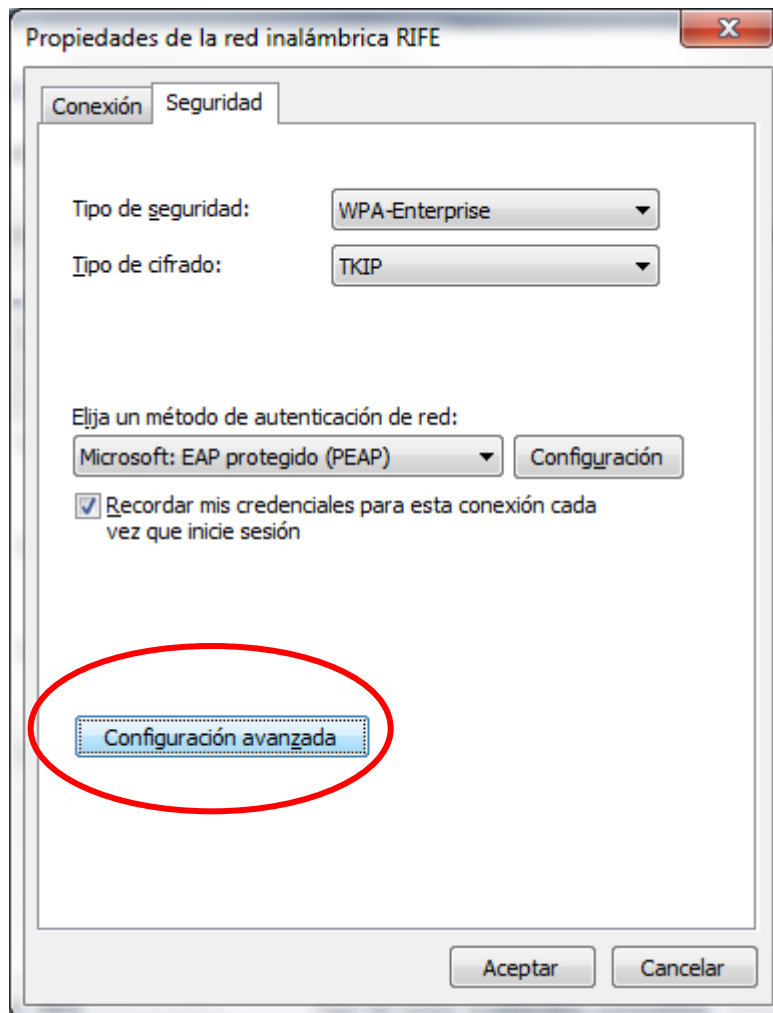 Propiedades de la red inalámbrica RIFE
Conexión
Seguridad
Tipo de seguridad:
WPA-Enterprise
Tipo de cifrado:
TKIP
Elija un método de autenticación de red:
Microsoft: EAP protegido (PEAP)
Configuración
Recordar mis credenciales para esta conexión cada
vez que inicie sesión
Configuración avanzada
Aceptar
Cancelar